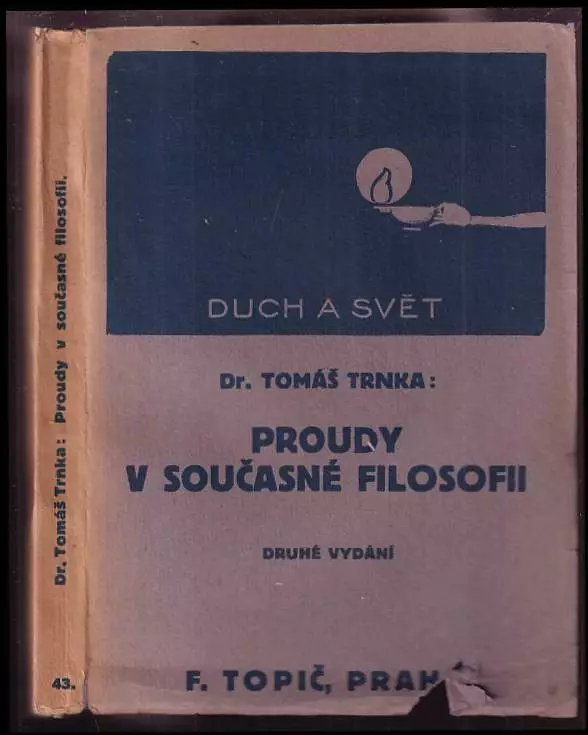 DUCH A SVĚT
Dr. TOMÁŠ TRNKA:
PROUDY
V SOUČASNÉ FILOSOFII
DRUHÉ VYDÁNÍ
F. TOPIČ, PRAH
Dr. Tomáš Trnka: Proudy v současné filosofii.
43.